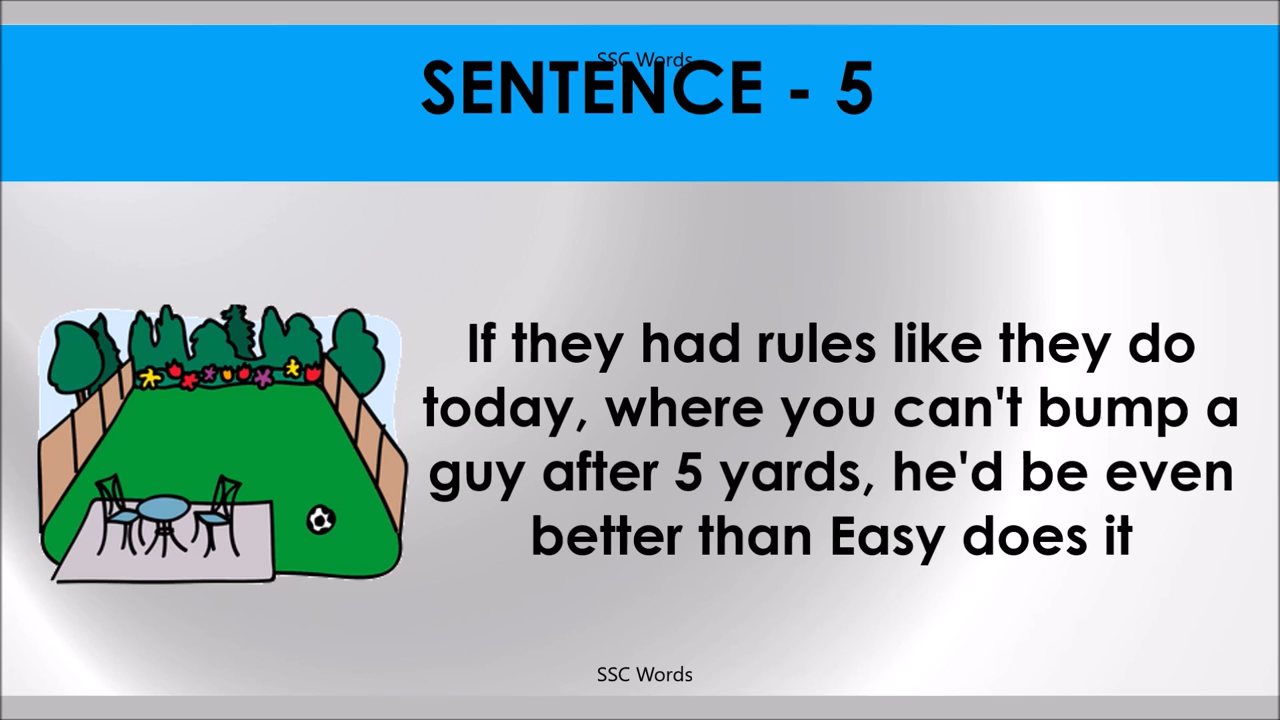 SSC Words
SENTENCE - 5
If they had rules like they do
today, where you can't bump a
guy after 5 yards, he'd be even
better than Easy does it
SSC Words